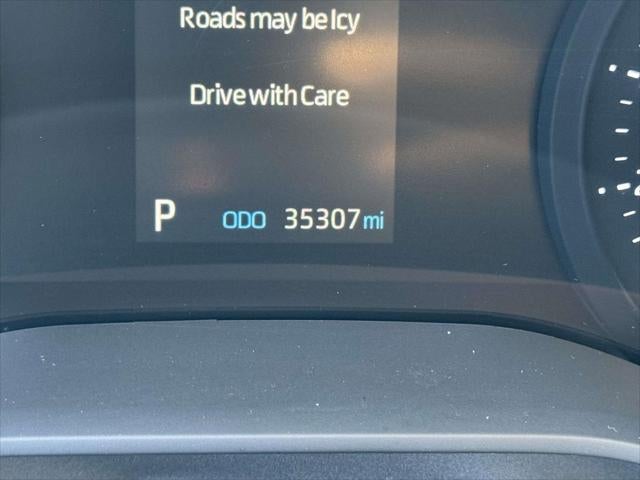 Roads may be Icy
Drive with Care
P ODO 35307 mi